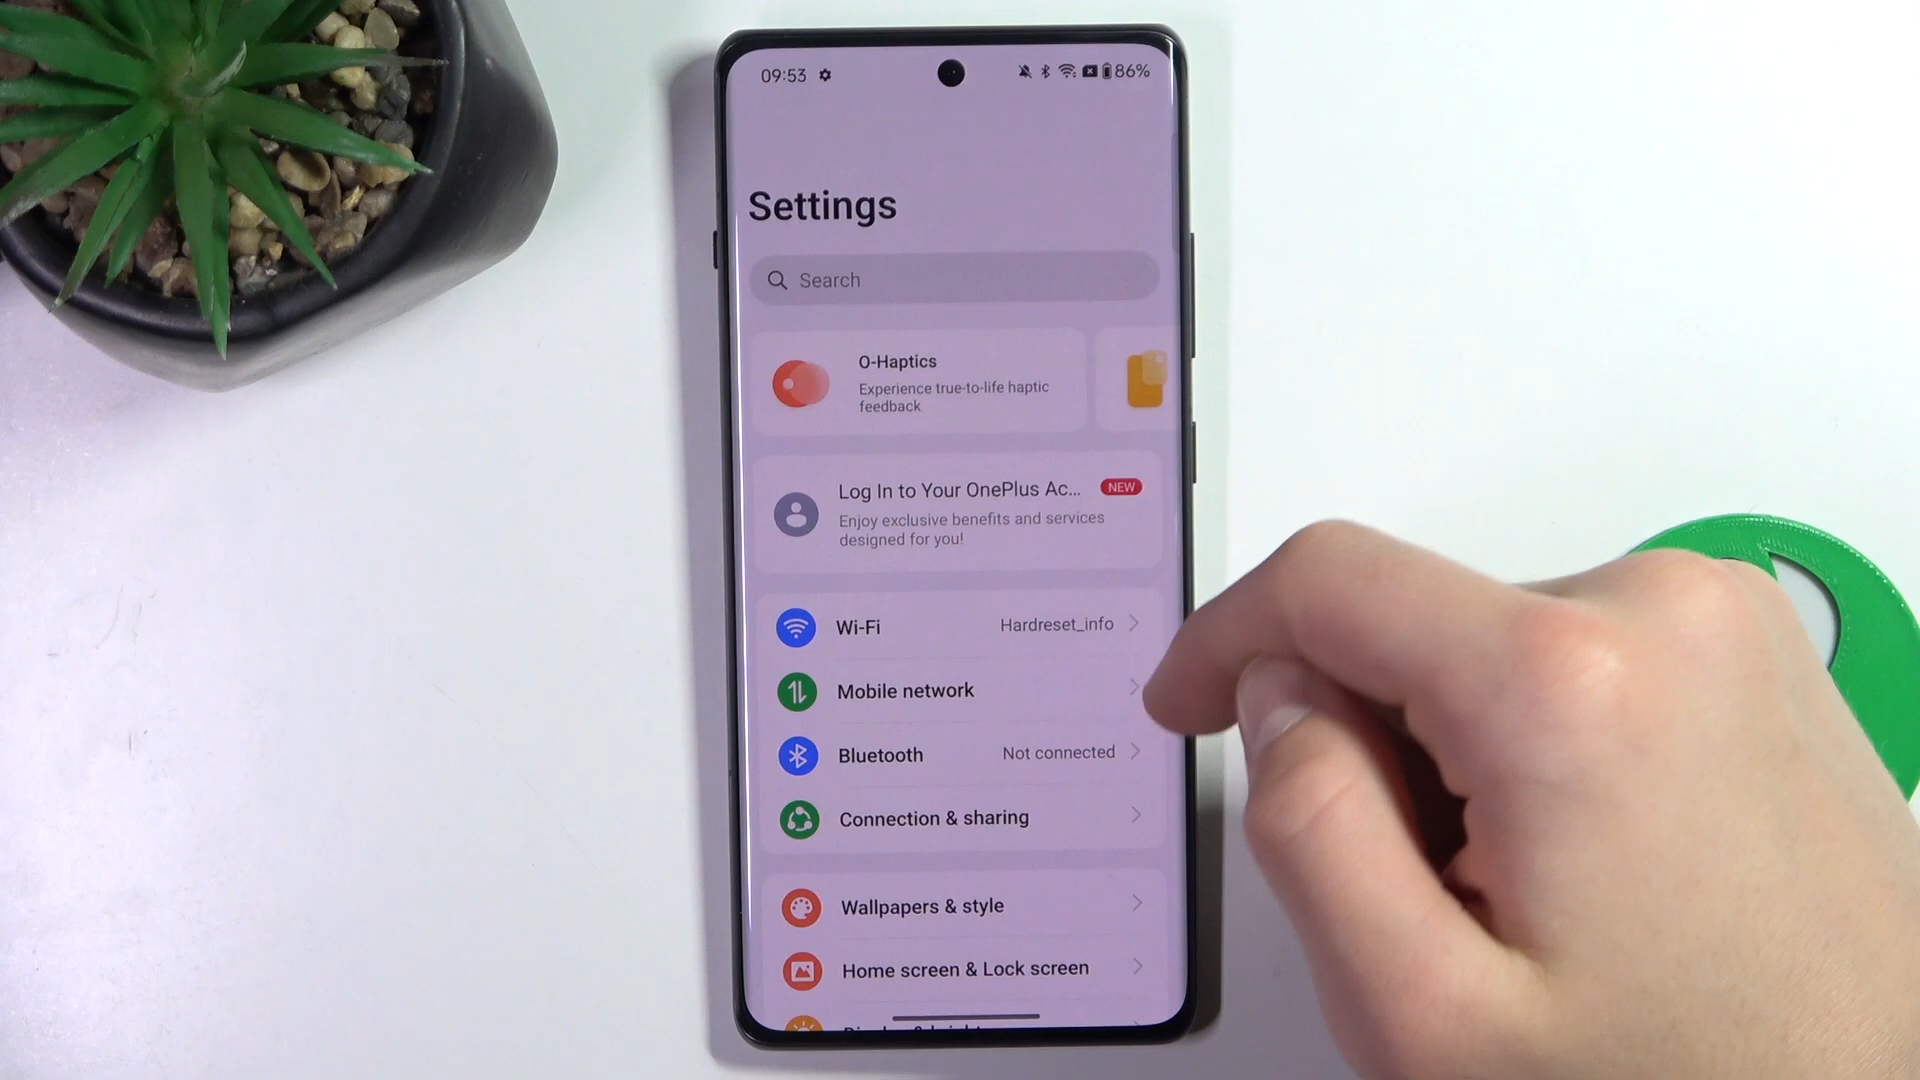 09:53
86%
Settings
Search
O-Haptics
Experience true-to-life haptic
feedback
Log In to Your OnePlus Ac...
NEW
Enjoy exclusive benefits and services
designed for you!
Wi-Fi
Hardreset_info
Mobile network
Bluetooth
Not connected
Connection & sharing
Wallpapers & style
Home screen & Lock screen